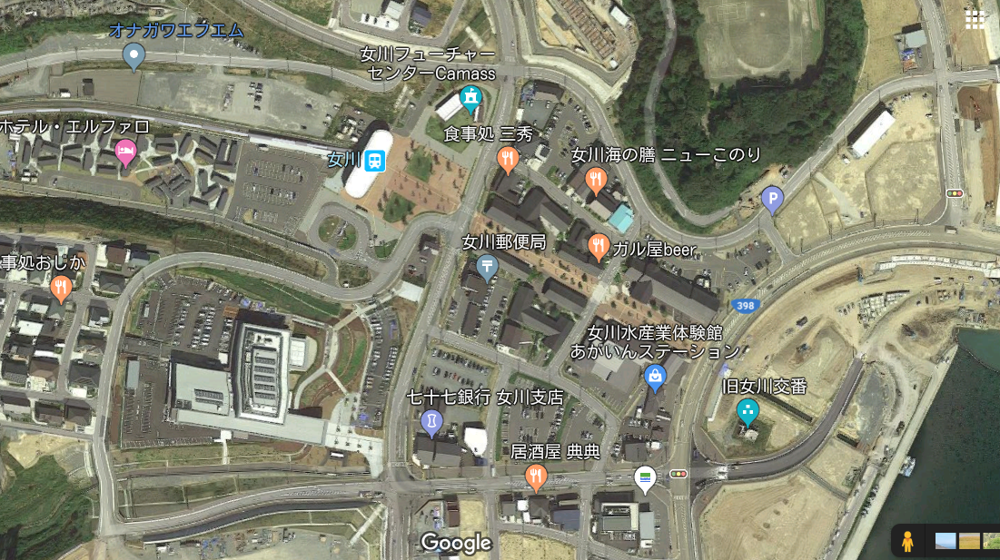 オナガワエフエム
女川フューチャー
センターCamass
ホテル・エルファロ
食事処 三秀
女川
女川海の膳 ニューこのり
P
女川郵便局
ガル屋beer
事処おじか
398
女川水産業体験館
あがいんステーション
旧女川交番
七十七銀行 女川支店
居酒屋 典典
Google